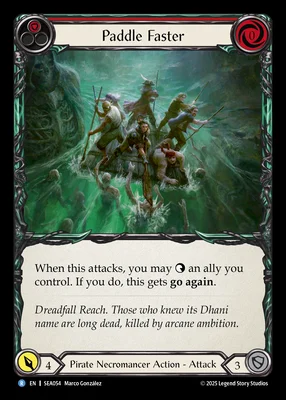 Paddle Faster
When this attacks, you may an ally you
control. If you do, this gets go again.
Dreadfall Reach. Those who knew its Dhani
name are long dead, killed by arcane ambition.
4
Pirate Necromancer Action - Attack
3
R EN SEA054 Marco González
© 2025 Legend Story Studios